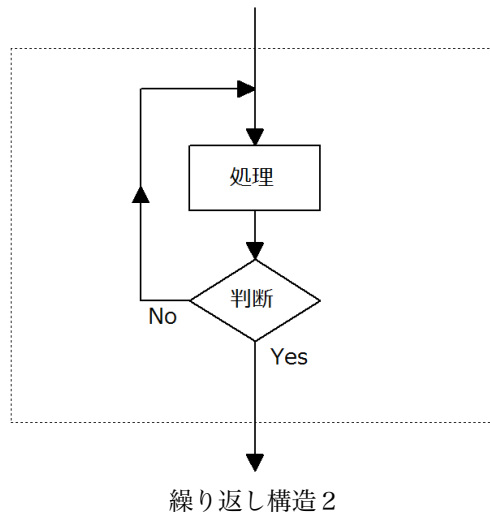 処理
判断
No
Yes
繰り返し構造２